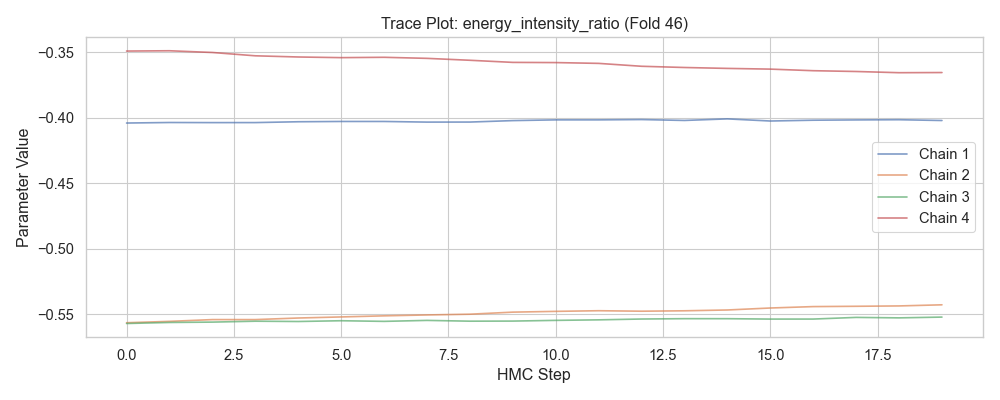 Trace Plot: energy_intensity_ratio (Fold 46)
Parameter Value
−0.35
−0.40
−0.45
−0.50
−0.55
Chain 1
Chain 2
Chain 3
Chain 4
0.0 2.5 5.0 7.5 10.0 12.5 15.0 17.5
HMC Step